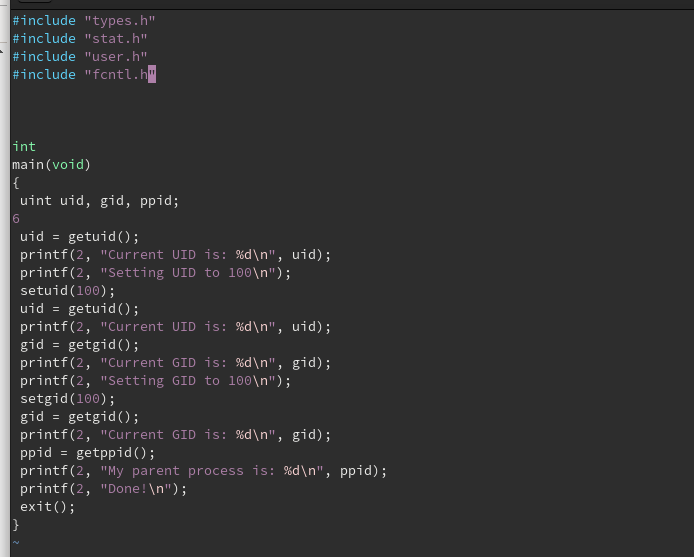 #include "types.h"
#include "stat.h"
#include "user.h"
#include "fcntl.h"
int
main(void)
{
 uint uid, gid, ppid;
6
 uid = getuid();
 printf(2, "Current UID is: %d\n", uid);
 printf(2, "Setting UID to 100\n");
 setuid(100);
 uid = getuid();
 printf(2, "Current UID is: %d\n", uid);
 gid = getgid();
 printf(2, "Current GID is: %d\n", gid);
 printf(2, "Setting GID to 100\n");
 setgid(100);
 gid = getgid();
 printf(2, "Current GID is: %d\n", gid);
 ppid = getppid();
 printf(2, "My parent process is: %d\n", ppid);
 printf(2, "Done!\n");
 exit();
}
~